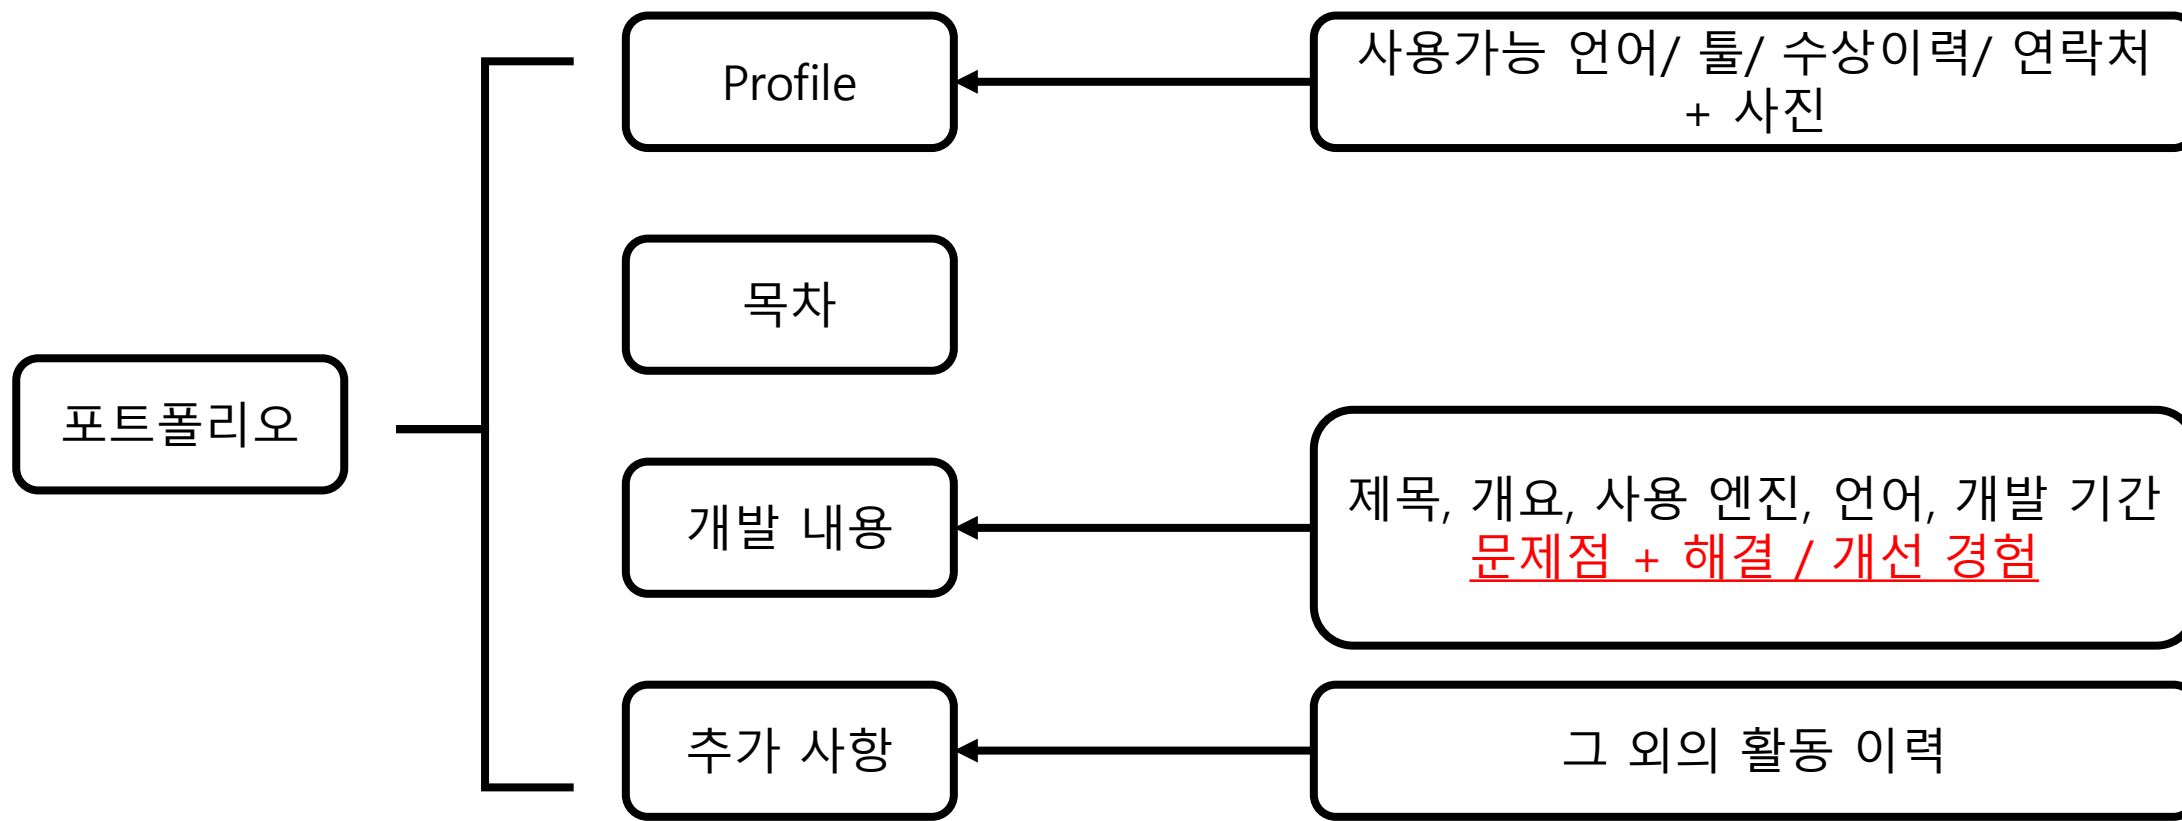 Profile
사용가능 언어/ 툴/ 수상이력/ 연락처
+ 사진
목차
포트폴리오
개발 내용
제목, 개요, 사용 엔진, 언어, 개발 기간
문제점 + 해결 / 개선 경험
추가 사항
그 외의 활동 이력